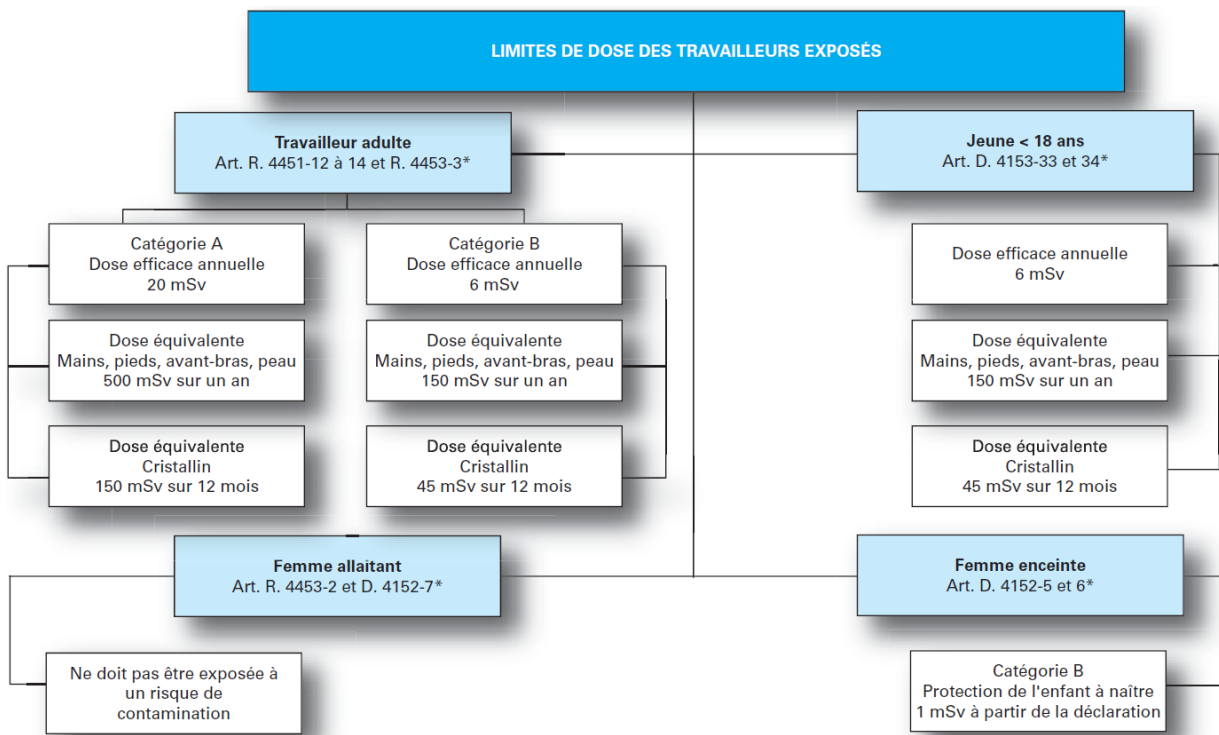 LIMITES DE DOSE DES TRAVAILLEURS EXPOSÉS
Travailleur adulte
Art. R. 4451-12 à 14 et R. 4453-3*
Jeune < 18 ans
Art. D. 4153-33 et 34*
Catégorie A
Dose efficace annuelle
20 mSv
Catégorie B
Dose efficace annuelle
6 mSv
Dose efficace annuelle
6 mSv
Dose équivalente
Mains, pieds, avant-bras, peau
500 mSv sur un an
Dose équivalente
Mains, pieds, avant-bras, peau
150 mSv sur un an
Dose équivalente
Mains, pieds, avant-bras, peau
150 mSv sur un an
Dose équivalente
Cristallin
150 mSv sur 12 mois
Dose équivalente
Cristallin
45 mSv sur 12 mois
Dose équivalente
Cristallin
45 mSv sur 12 mois
Femme allaitant
Art. R. 4453-2 et D. 4152-7*
Femme enceinte
Art. D. 4152-5 et 6*
Ne doit pas être exposée à
un risque de
contamination
Catégorie B
Protection de l'enfant à naître
1 mSv à partir de la déclaration